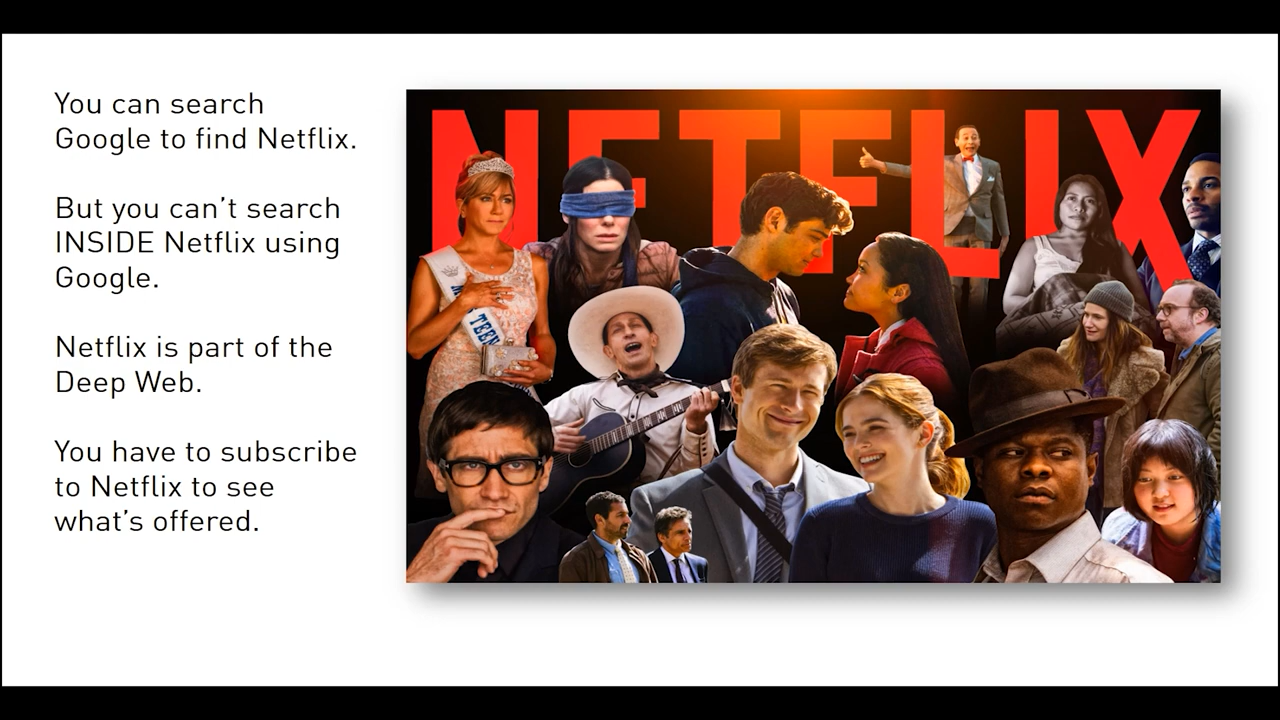 You can search
Google to find Netflix.
But you can't search
INSIDE Netflix using
Google.
Netflix is part of the
Deep Web.
You have to subscribe
to Netflix to see
what's offered.
NETFLIX
TEEN